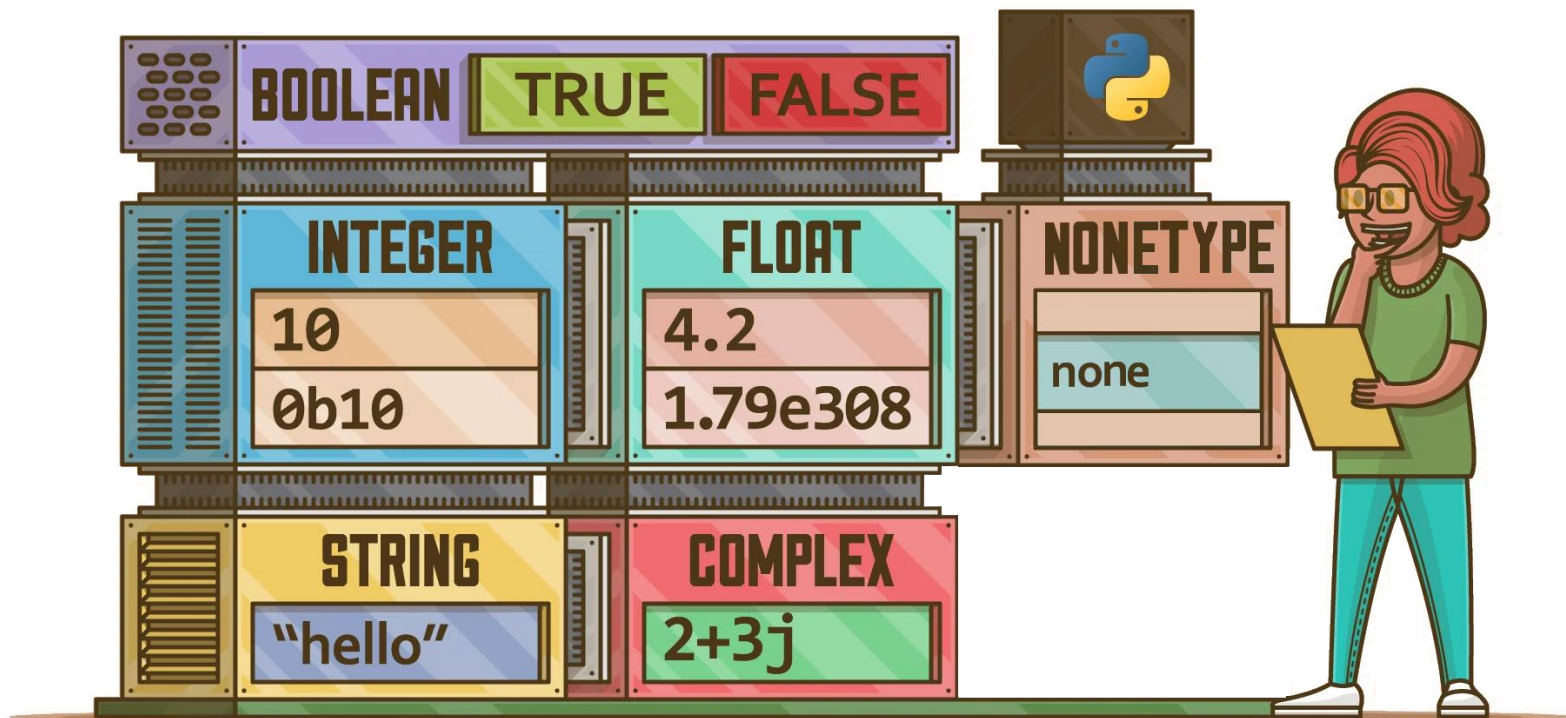 BOOLEAN TRUE FALSE
INTEGER
10
0b10
FLOAT
4.2
1.79e308
NONETYPE
none
STRING
“hello”
COMPLEX
2+3j